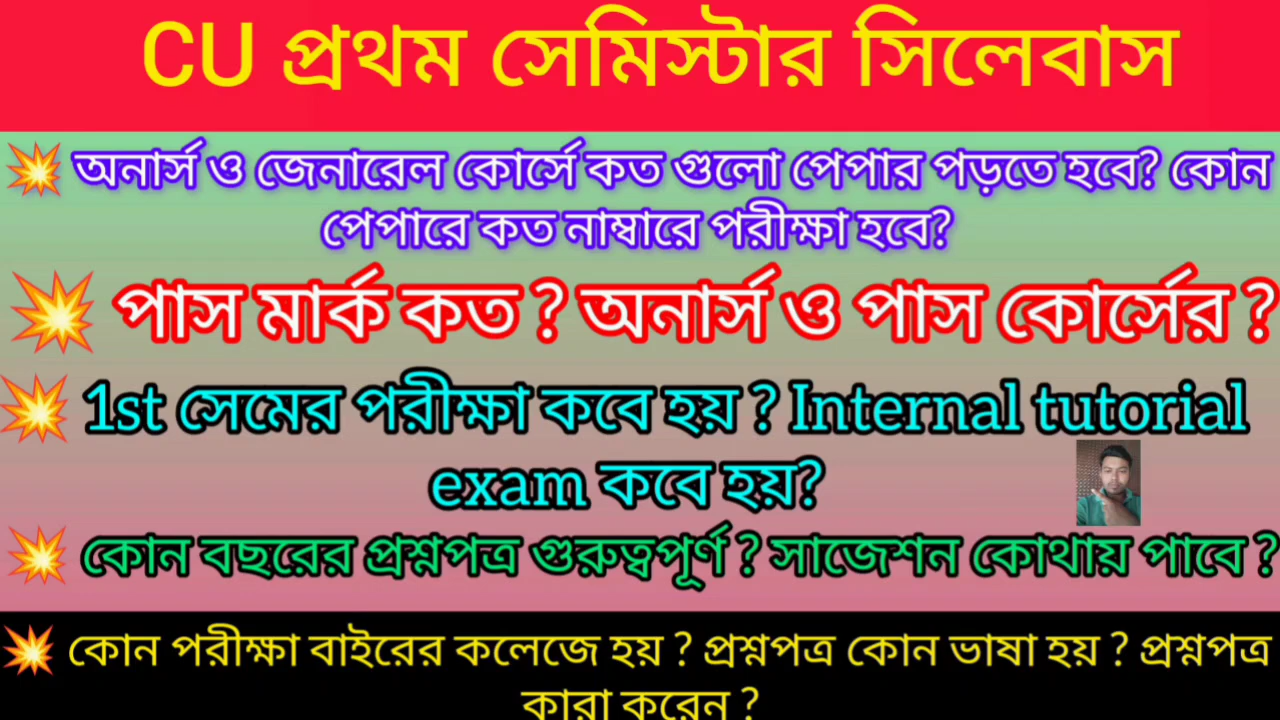 CU প্রথম সেমিস্টার সিলেবাস
অনার্স ও জেনারেল কোর্সে কত গুলো পেপার পড়তে হবে? কোন
পেপারে কত নাম্বারে পরীক্ষা হবে?
পাস মার্ক কত ? অনার্স ও পাস কোর্সের ?
1st সেমের পরীক্ষা কবে হয় ? Internal tutorial
exam কবে হয়?
কোন বছরের প্রশ্নপত্র গুরুত্বপূর্ণ ? সাজেশন কোথায় পাবে ?
কোন পরীক্ষা বাইরের কলেজে হয় ? প্রশ্নপত্র কোন ভাষা হয় ? প্রশ্নপত্র
কারা করেন ?